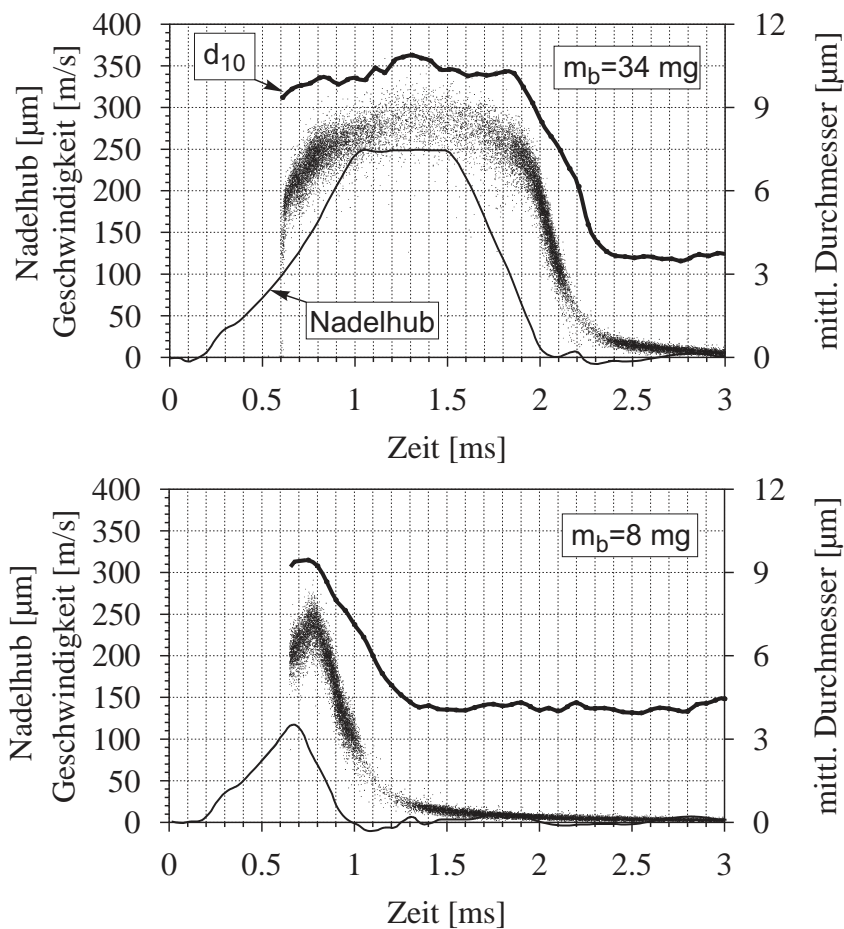 400
350
300
250
200
150
100
50
0
Nadelhub [µm]
Geschwindigkeit [m/s]
d10
mb=34 mg
Nadelhub
12
9
6
3
0
mittl. Durchmesser [µm]
0 0.5 1 1.5 2 2.5 3
Zeit [ms]
400
350
300
250
200
150
100
50
0
Nadelhub [µm]
Geschwindigkeit [m/s]
mb=8 mg
12
9
6
3
0
mittl. Durchmesser [µm]
0 0.5 1 1.5 2 2.5 3
Zeit [ms]